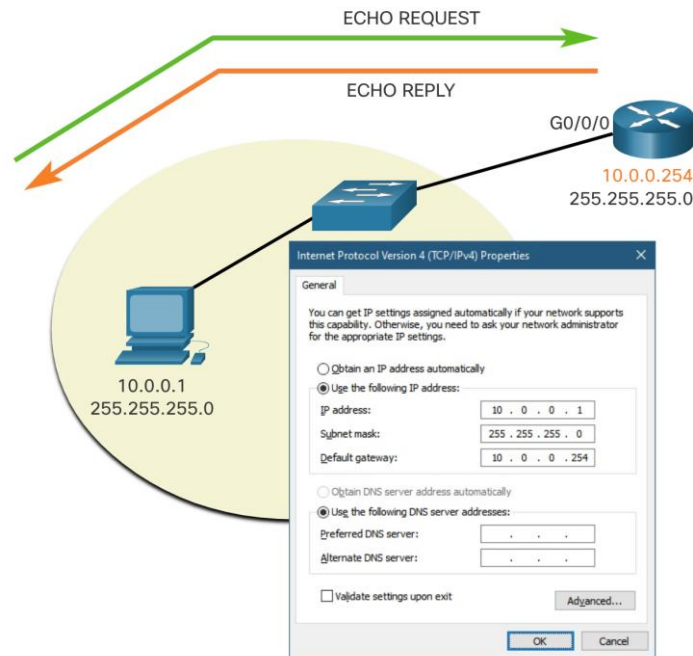 ECHO REQUEST
ECHO REPLY
G0/0/0
10.0.0.254
255.255.255.0
10.0.0.1
255.255.255.0
Internet Protocol Version 4 (TCP/IPv4) Properties
General
You can get IP settings assigned automatically if your network supports
this capability. Otherwise, you need to ask your network administrator
for the appropriate IP settings.
Obtain an IP address automatically
Use the following IP address:
IP address: 10 . 0 . 0 . 1
Subnet mask: 255 . 255 . 255 . 0
Default gateway: 10 . 0 . 0 . 254
Obtain DNS server address automatically
Use the following DNS server addresses:
Preferred DNS server: . . .
Alternate DNS server: . . .
Validate settings upon exit
Advanced...
OK Cancel